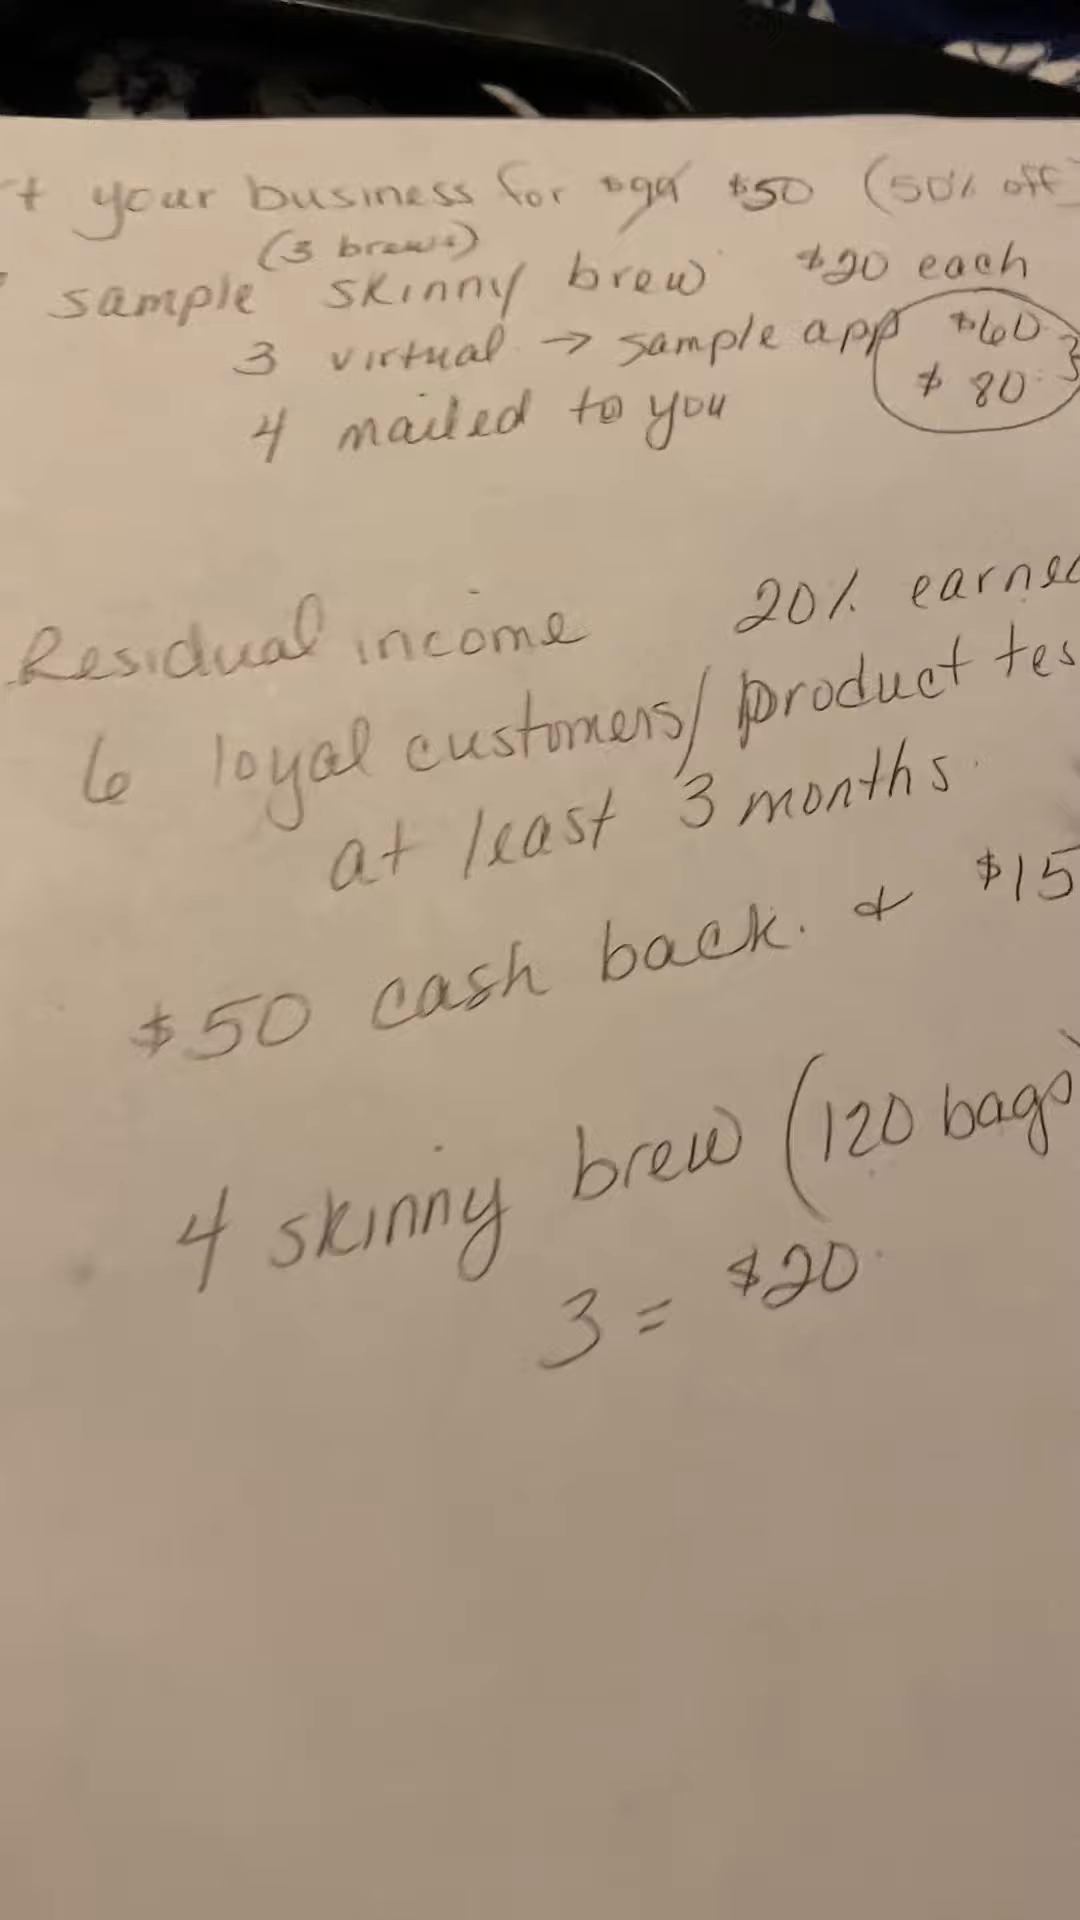 t your business for $99 $50 (50% off)
(3 brews)
sample skinny brew $20 each
3 virtual → sample app $60
4 mailed to you $80
Residual income 20% earne
6 loyal customers/product tes
at least 3 months.
$50 cash back. & $15
4 skinny brew (120 bags)
3 = $20